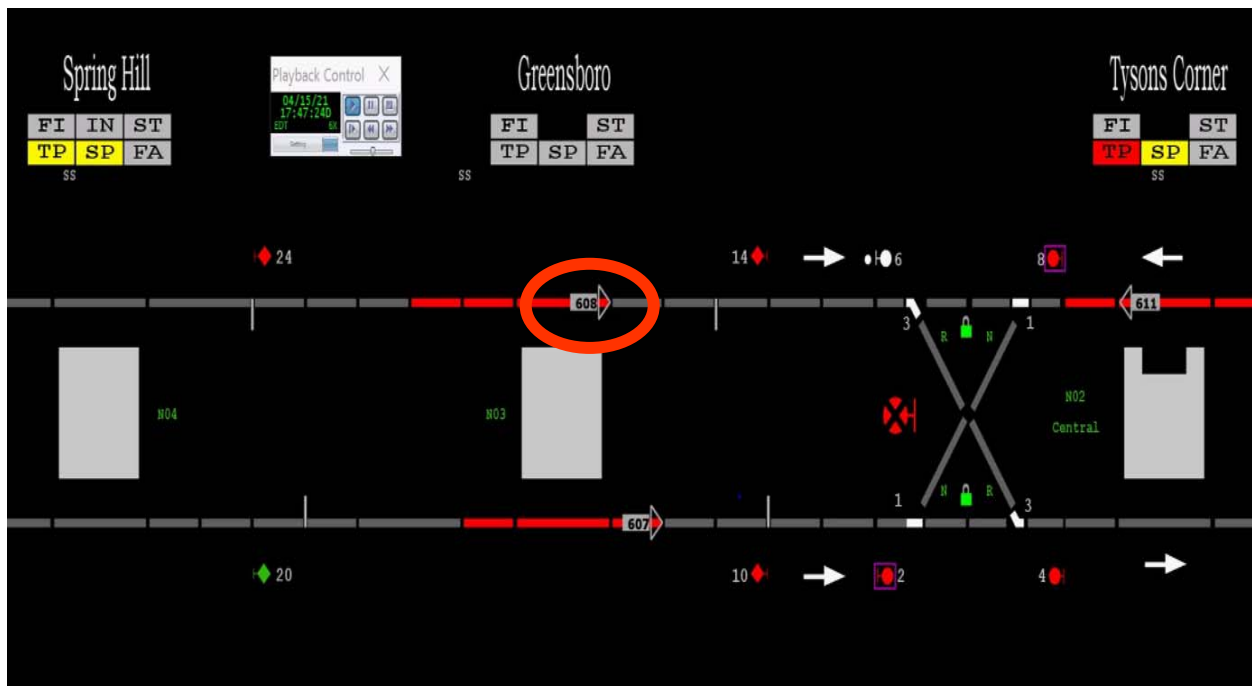 Spring Hill
FI IN ST
TP SP FA
SS
Playback Control X
04/15/21
17:47:24D
EDT 6X
Setting
Greensboro
FI ST
TP SP FA
SS
Tysons Corner
FI ST
TP SP FA
SS
24
14
6
8
608
611
3
R N
1
N04
N03
N02
Central
1
N R
3
607
20
10
2
4